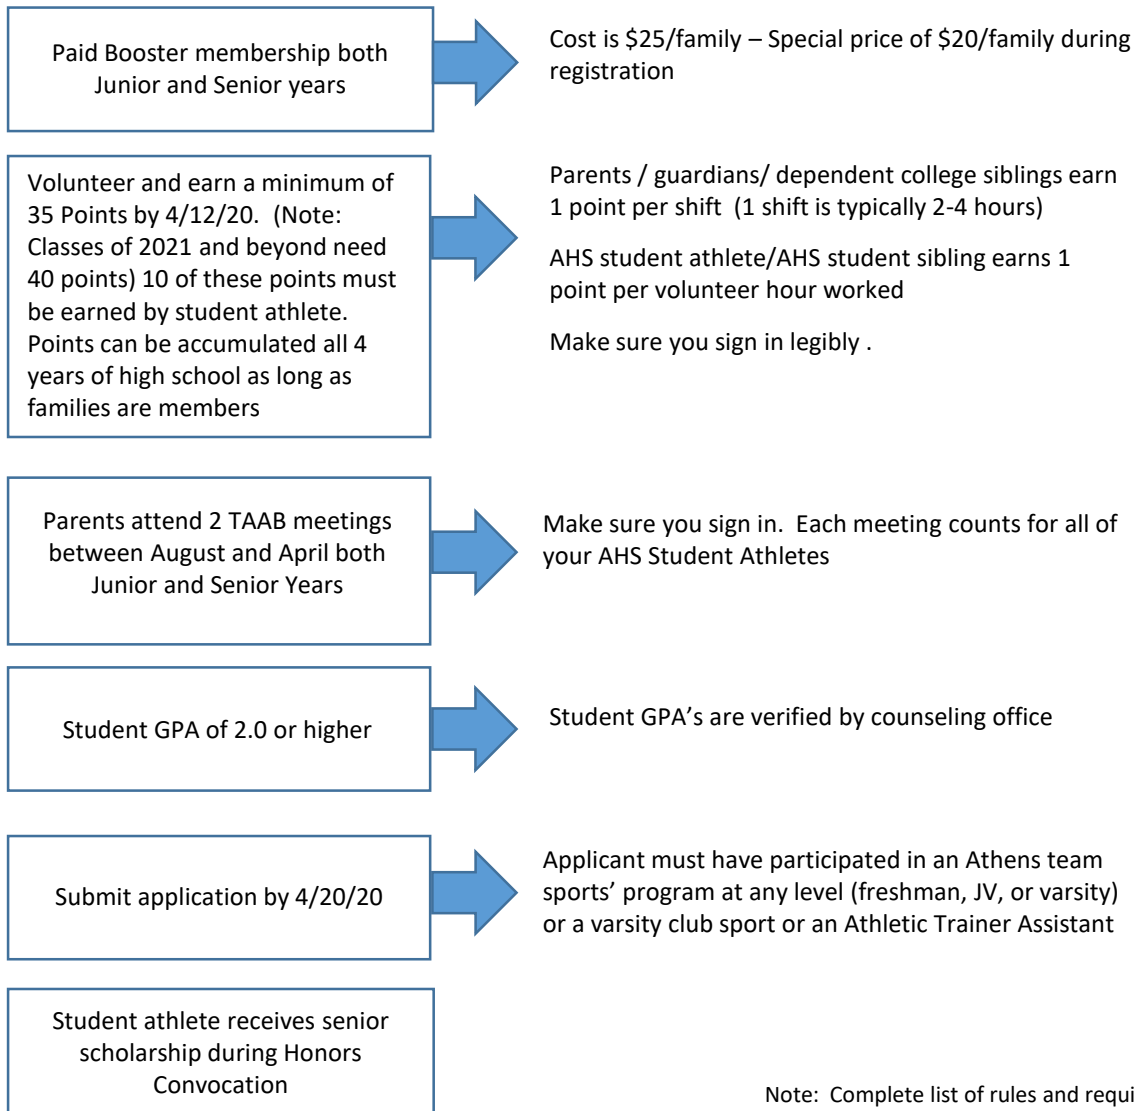 Paid Booster membership both
Junior and Senior years
Cost is $25/family – Special price of $20/family during
registration
Volunteer and earn a minimum of
35 Points by 4/12/20.  (Note:
Classes of 2021 and beyond need
40 points) 10 of these points must
be earned by student athlete.
Points can be accumulated all 4
years of high school as long as
families are members
Parents / guardians/ dependent college siblings earn
1 point per shift  (1 shift is typically 2-4 hours)
AHS student athlete/AHS student sibling earns 1
point per volunteer hour worked
Make sure you sign in legibly .
Parents attend 2 TAAB meetings
between August and April both
Junior and Senior Years
Make sure you sign in.  Each meeting counts for all of
your AHS Student Athletes
Student GPA of 2.0 or higher
Student GPA’s are verified by counseling office
Submit application by 4/20/20
Applicant must have participated in an Athens team
sports’ program at any level (freshman, JV, or varsity)
or a varsity club sport or an Athletic Trainer Assistant
Student athlete receives senior
scholarship during Honors
Convocation
Note:  Complete list of rules and